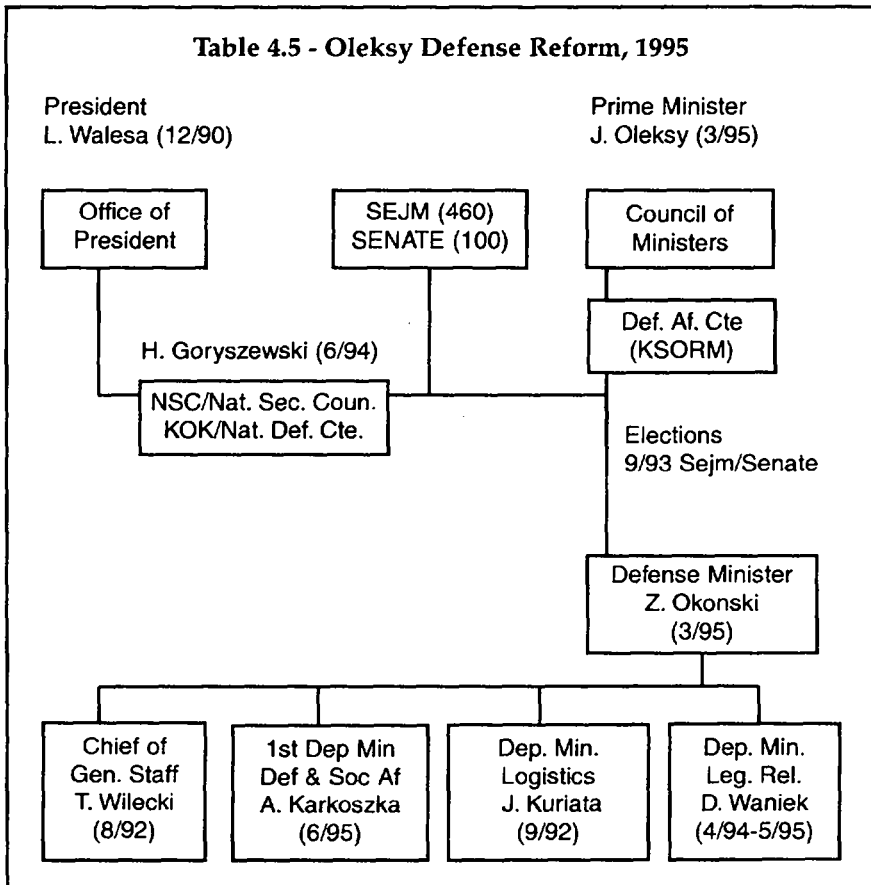 Table 4.5 - Oleksy Defense Reform, 1995
President
L. Walesa (12/90)
Prime Minister
J. Oleksy (3/95)
Office of
President
SEJM (460)
SENATE (100)
Council of
Ministers
Def. Af. Cte
(KSORM)
H. Goryszewski (6/94)
NSC/Nat. Sec. Coun.
KOK/Nat. Def. Cte.
Elections
9/93 Sejm/Senate
Defense Minister
Z. Okonski
(3/95)
Chief of
Gen. Staff
T. Wilecki
(8/92)
1st Dep Min
Def & Soc Af
A. Karkoszka
(6/95)
Dep. Min.
Logistics
J. Kuriata
(9/92)
Dep. Min.
Leg. Rel.
D. Waniek
(4/94-5/95)